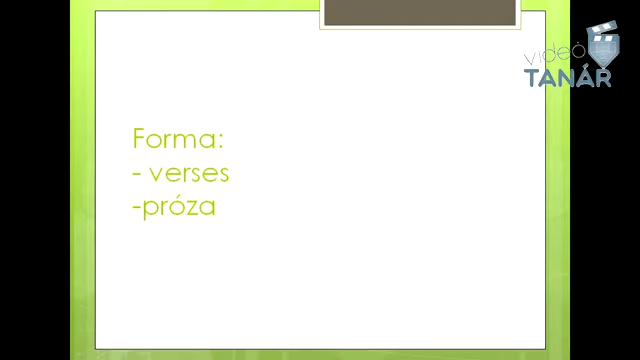 videó
TANÁR
Forma:
- verses
-próza